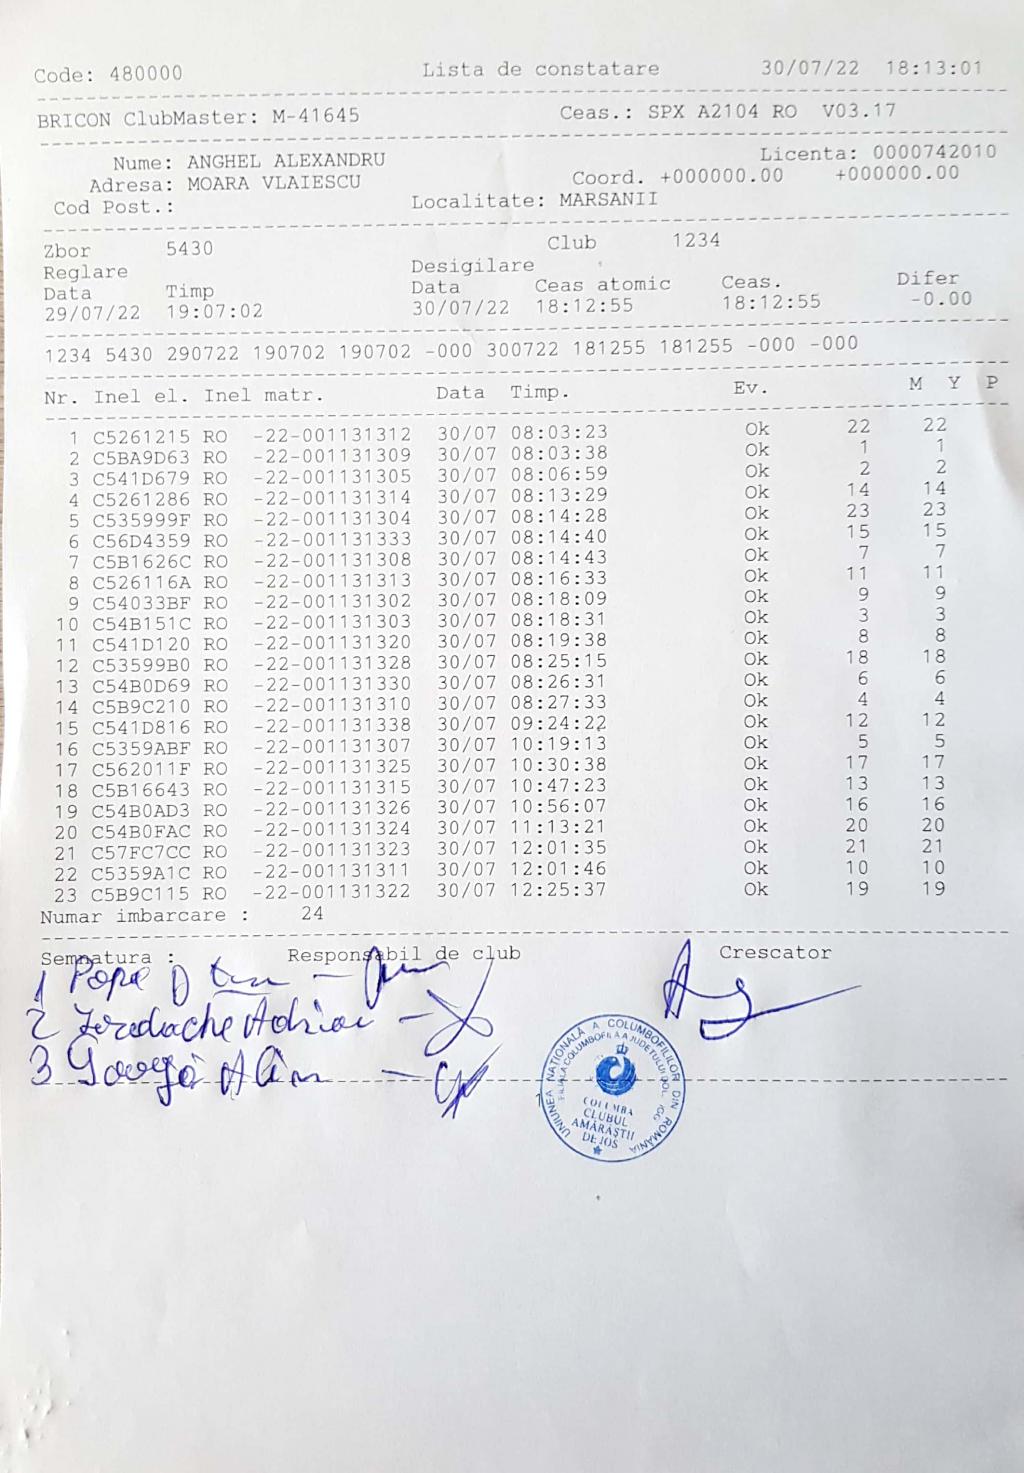 Code: 480000 Lista de constatare 30/07/22 18:13:01
BRICON ClubMaster: M-41645 Ceas.: SPX A2104 RO V03.17
Nume: ANGHEL ALEXANDRU Licenta: 0000742010
Adresa: MOARA VLAIESCU Coord. +000000.00 +000000.00
Cod Post.: Localitate: MARSANII
Zbor 5430 Club 1234
Reglare Desigilare
Data Timp Data Ceas atomic Ceas. Difer
29/07/22 19:07:02 30/07/22 18:12:55 18:12:55 -0.00
1234 5430 290722 190702 190702 -000 300722 181255 181255 -000 -000
Nr. Inel el. Inel matr. Data Timp. Ev. M Y P
1 C5261215 RO -22-001131312 30/07 08:03:23 Ok 22 22
2 C5BA9D63 RO -22-001131309 30/07 08:03:38 Ok 1 1
3 C541D679 RO -22-001131305 30/07 08:06:59 Ok 2 2
4 C5261286 RO -22-001131314 30/07 08:13:29 Ok 14 14
5 C535999F RO -22-001131304 30/07 08:14:28 Ok 23 23
6 C56D4359 RO -22-001131333 30/07 08:14:40 Ok 15 15
7 C5B1626C RO -22-001131308 30/07 08:14:43 Ok 7 7
8 C526116A RO -22-001131313 30/07 08:16:33 Ok 11 11
9 C54033BF RO -22-001131302 30/07 08:18:09 Ok 9 9
10 C54B151C RO -22-001131303 30/07 08:18:31 Ok 3 3
11 C541D120 RO -22-001131320 30/07 08:19:38 Ok 8 8
12 C53599B0 RO -22-001131328 30/07 08:25:15 Ok 18 18
13 C54B0D69 RO -22-001131330 30/07 08:26:31 Ok 6 6
14 C5B9C210 RO -22-001131310 30/07 08:27:33 Ok 4 4
15 C541D816 RO -22-001131338 30/07 09:24:22 Ok 12 12
16 C5359ABF RO -22-001131307 30/07 10:19:13 Ok 5 5
17 C562011F RO -22-001131325 30/07 10:30:38 Ok 17 17
18 C5B16643 RO -22-001131315 30/07 10:47:23 Ok 13 13
19 C54B0AD3 RO -22-001131326 30/07 10:56:07 Ok 16 16
20 C54B0FAC RO -22-001131324 30/07 11:13:21 Ok 20 20
21 C57FC7CC RO -22-001131323 30/07 12:01:35 Ok 21 21
22 C5359A1C RO -22-001131311 30/07 12:01:46 Ok 10 10
23 C5B9C115 RO -22-001131322 30/07 12:25:37 Ok 19 19
Numar imbarcare : 24
Semnatura : Responsabil de club Crescator
1 Popa
2 Iordache Adrian
3 Alin
UNIUNEA NAȚIONALĂ A COLUMBOFILILOR DIN ROMÂNIA
FILIALA COLUMBOFILĂ A JUDEȚULUI DOLJ
COLUMBA
CLUBUL
AMĂRĂȘTII
DE JOS